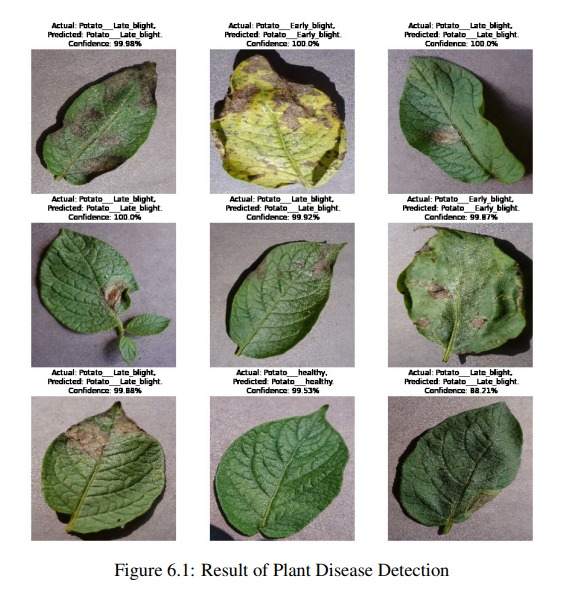 Actual: Potato___Late_blight,
Predicted: Potato___Late_blight.
Confidence: 99.98%
Actual: Potato___Early_blight,
Predicted: Potato___Early_blight.
Confidence: 100.0%
Actual: Potato___Late_blight,
Predicted: Potato___Late_blight.
Confidence: 100.0%
Actual: Potato___Late_blight,
Predicted: Potato___Late_blight.
Confidence: 100.0%
Actual: Potato___Late_blight,
Predicted: Potato___Late_blight.
Confidence: 99.92%
Actual: Potato___Early_blight,
Predicted: Potato___Early_blight.
Confidence: 99.87%
Actual: Potato___Late_blight,
Predicted: Potato___Late_blight.
Confidence: 99.88%
Actual: Potato___healthy,
Predicted: Potato___healthy.
Confidence: 99.53%
Actual: Potato___Late_blight,
Predicted: Potato___Late_blight.
Confidence: 88.21%
Figure 6.1: Result of Plant Disease Detection